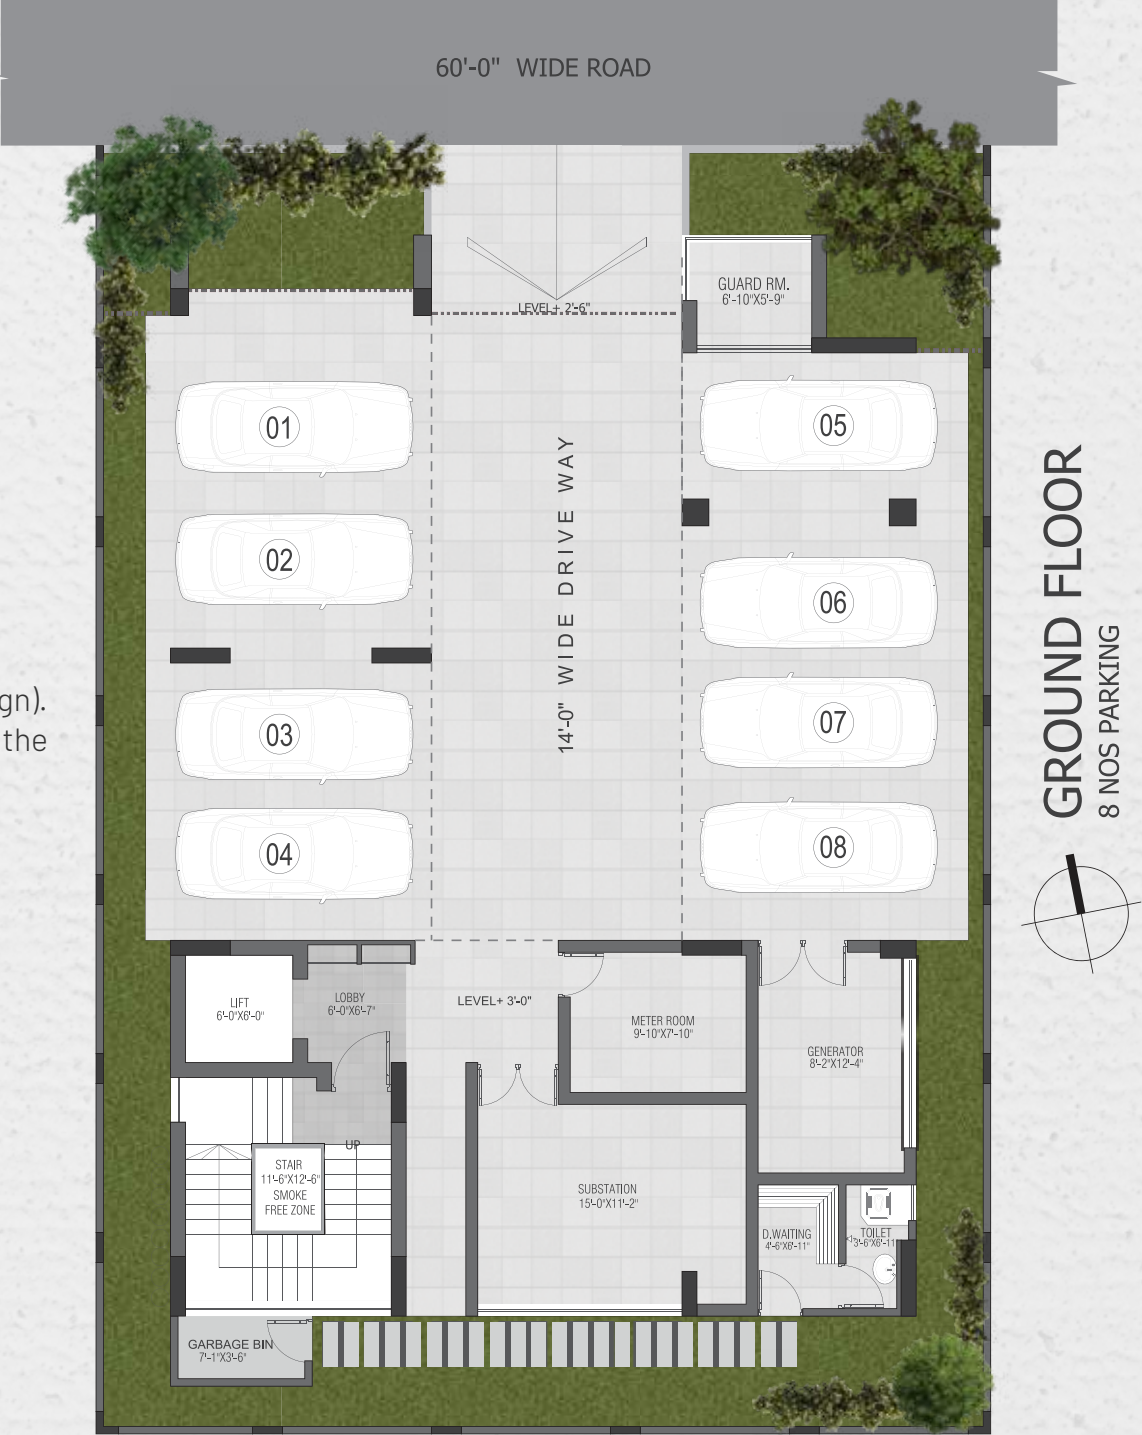 60'-0" WIDE ROAD
GUARD RM.
6'-10"X5'-9"
LEVEL+ 2'-6"
01
05
02
06
14'-0" WIDE DRIVE WAY
03
07
04
08
gn).
the
GROUND FLOOR
8 NOS PARKING
LIFT
6'-0"X6'-0"
LOBBY
6'-0"X6'-7"
LEVEL+ 3'-0"
METER ROOM
9'-10"X7'-10"
GENERATOR
8'-2"X12'-4"
UP
STAIR
11'-6"X12'-6"
SMOKE
FREE ZONE
SUBSTATION
15'-0"X11'-2"
D.WAITING
4'-6"X6'-11"
TOILET
3'-6"X6'-11"
GARBAGE BIN
7'-1"X3'-6"